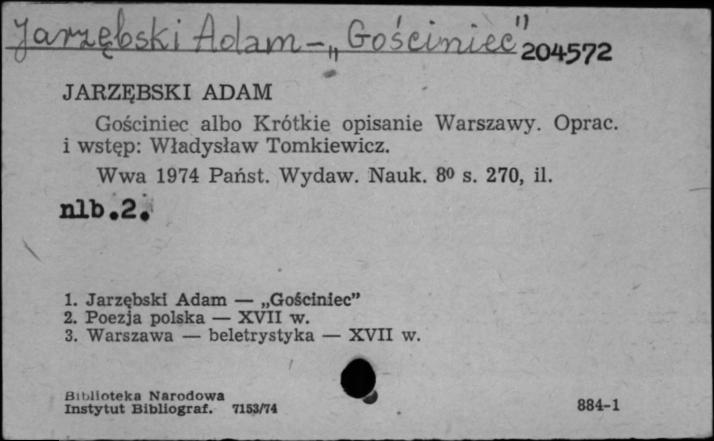 Jarzębski Adam – „Gościniec"
204572
JARZĘBSKI ADAM
Gościniec albo Krótkie opisanie Warszawy. Oprac.
i wstęp: Władysław Tomkiewicz.
Wwa 1974 Państ. Wydaw. Nauk. 8⁰ s. 270, il.
nlb.2.
1. Jarzębski Adam — „Gościniec”
2. Poezja polska — XVII w.
3. Warszawa — beletrystyka — XVII w.
Biblioteka Narodowa
Instytut Bibliograf. 7153/74
884-1